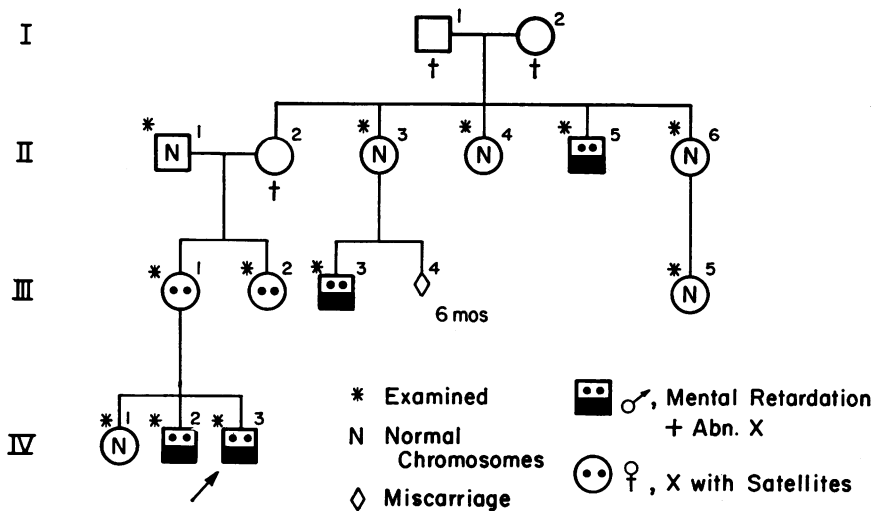 I
1
2
†
†
II
*
N
1
2
†
*
N
3
*
N
4
*
5
*
N
6
III
*
1
*
2
*
3
4
6 mos
*
N
5
IV
*
N
1
*
2
*
3
* Examined
N Normal
Chromosomes
◇ Miscarriage
♂, Mental Retardation
+ Abn. X
♀, X with Satellites